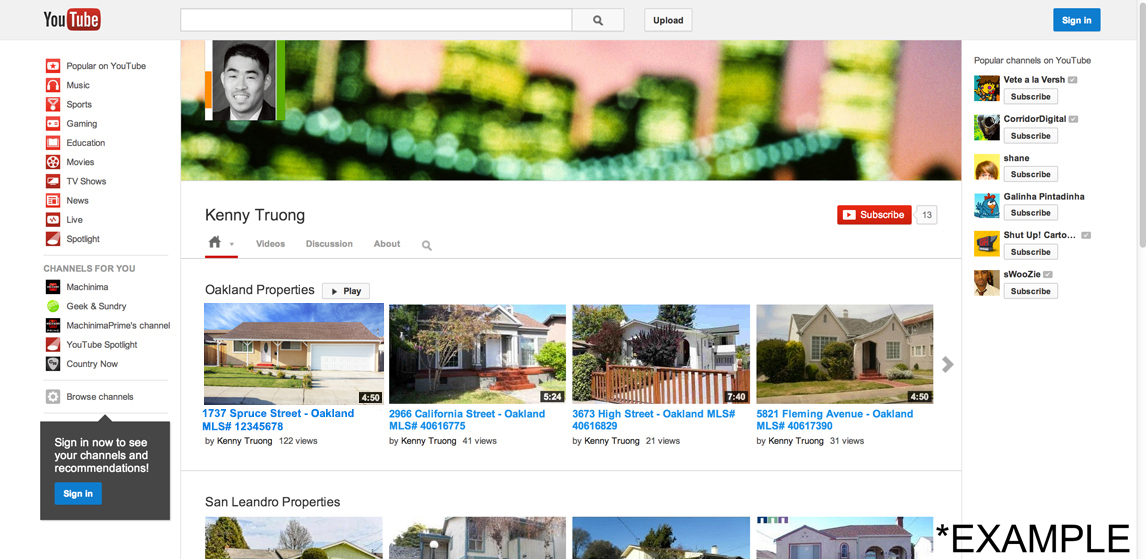 YouTube
Upload
Sign in
Popular on YouTube
Music
Sports
Gaming
Education
Movies
TV Shows
News
Live
Spotlight
CHANNELS FOR YOU
Machinima
Geek & Sundry
MachinimaPrime's channel
YouTube Spotlight
Country Now
Browse channels
Sign in now to see
your channels and
recommendations!
Sign in
Kenny Truong
Subscribe 13
Videos Discussion About
Oakland Properties Play
4:50
5:24
7:40
4:50
1737 Spruce Street - Oakland
MLS# 12345678
by Kenny Truong 122 views
2966 California Street - Oakland
MLS# 40616775
by Kenny Truong 41 views
3673 High Street - Oakland MLS#
40616829
by Kenny Truong 21 views
5821 Fleming Avenue - Oakland
MLS# 40617390
by Kenny Truong 31 views
San Leandro Properties
Popular channels on YouTube
Vete a la Versh
Subscribe
CorridorDigital
Subscribe
shane
Subscribe
Galinha Pintadinha
Subscribe
Shut Up! Carto...
Subscribe
sWooZie
Subscribe
*EXAMPLE